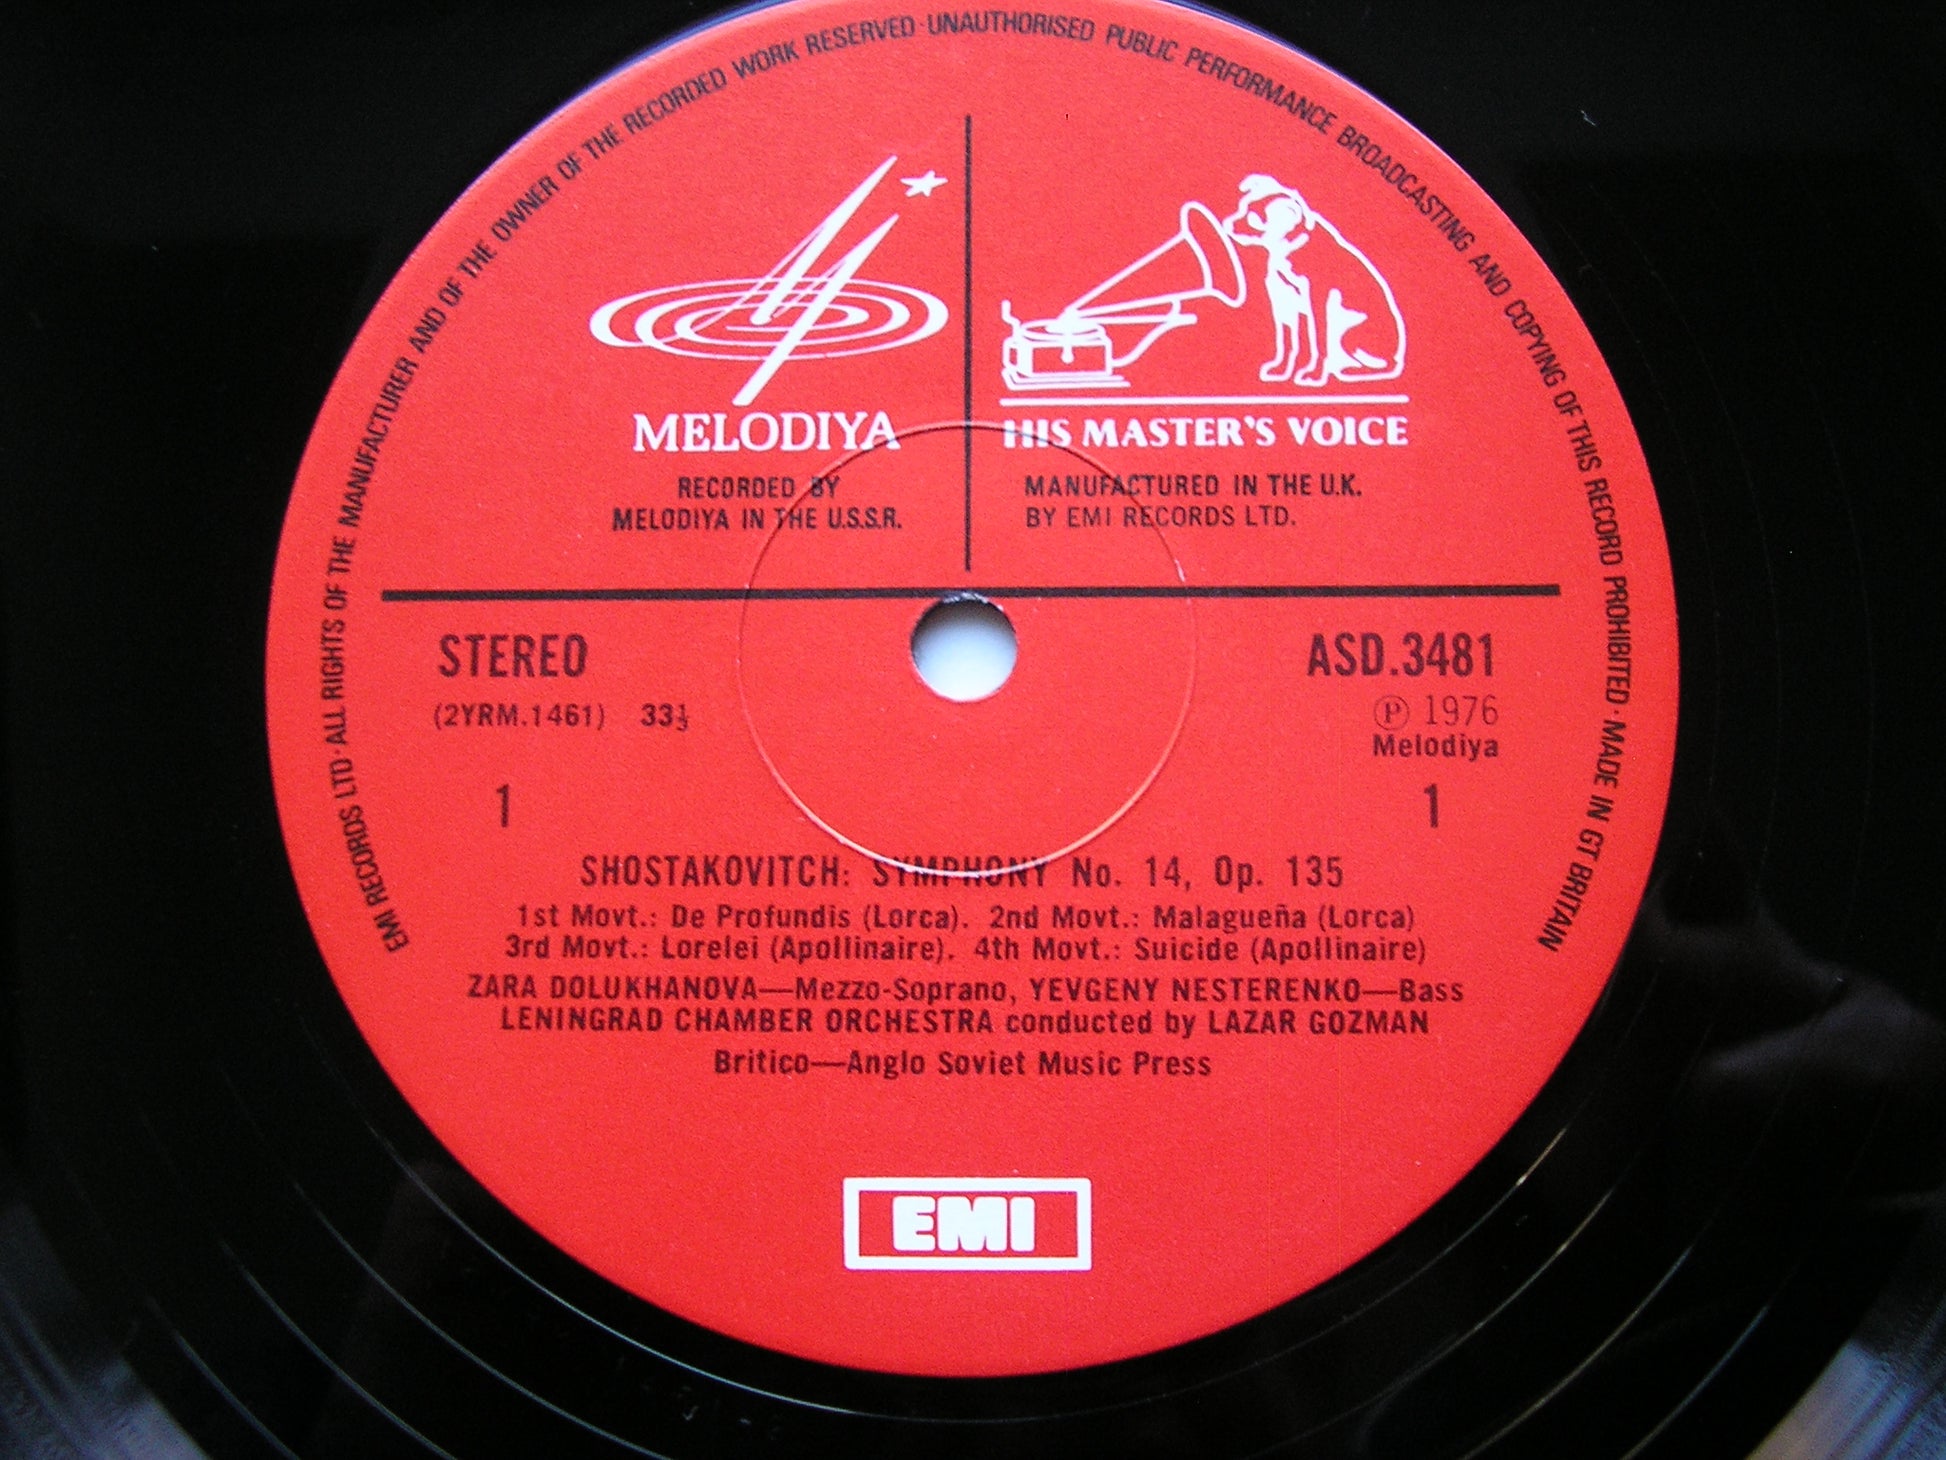 EMI RECORDS LTD · ALL RIGHTS OF THE MANUFACTURER AND OF THE OWNER OF THE RECORDED WORK RESERVED · UNAUTHORISED PUBLIC PERFORMANCE BROADCASTING AND COPYING OF THIS RECORD PROHIBITED · MADE IN GT BRITAIN
MELODIYA
RECORDED BY
MELODIYA IN THE U.S.S.R.
HIS MASTER'S VOICE
MANUFACTURED IN THE U.K.
BY EMI RECORDS LTD.
STEREO
(2YRM.1461) 33⅓
1
ASD.3481
℗ 1976
Melodiya
1
SHOSTAKOVITCH: SYMPHONY No. 14, Op. 135
1st Movt.: De Profundis (Lorca). 2nd Movt.: Malagueña (Lorca)
3rd Movt.: Lorelei (Apollinaire). 4th Movt.: Suicide (Apollinaire)
ZARA DOLUKHANOVA—Mezzo-Soprano, YEVGENY NESTERENKO—Bass
LENINGRAD CHAMBER ORCHESTRA conducted by LAZAR GOZMAN
Britico—Anglo Soviet Music Press
EMI